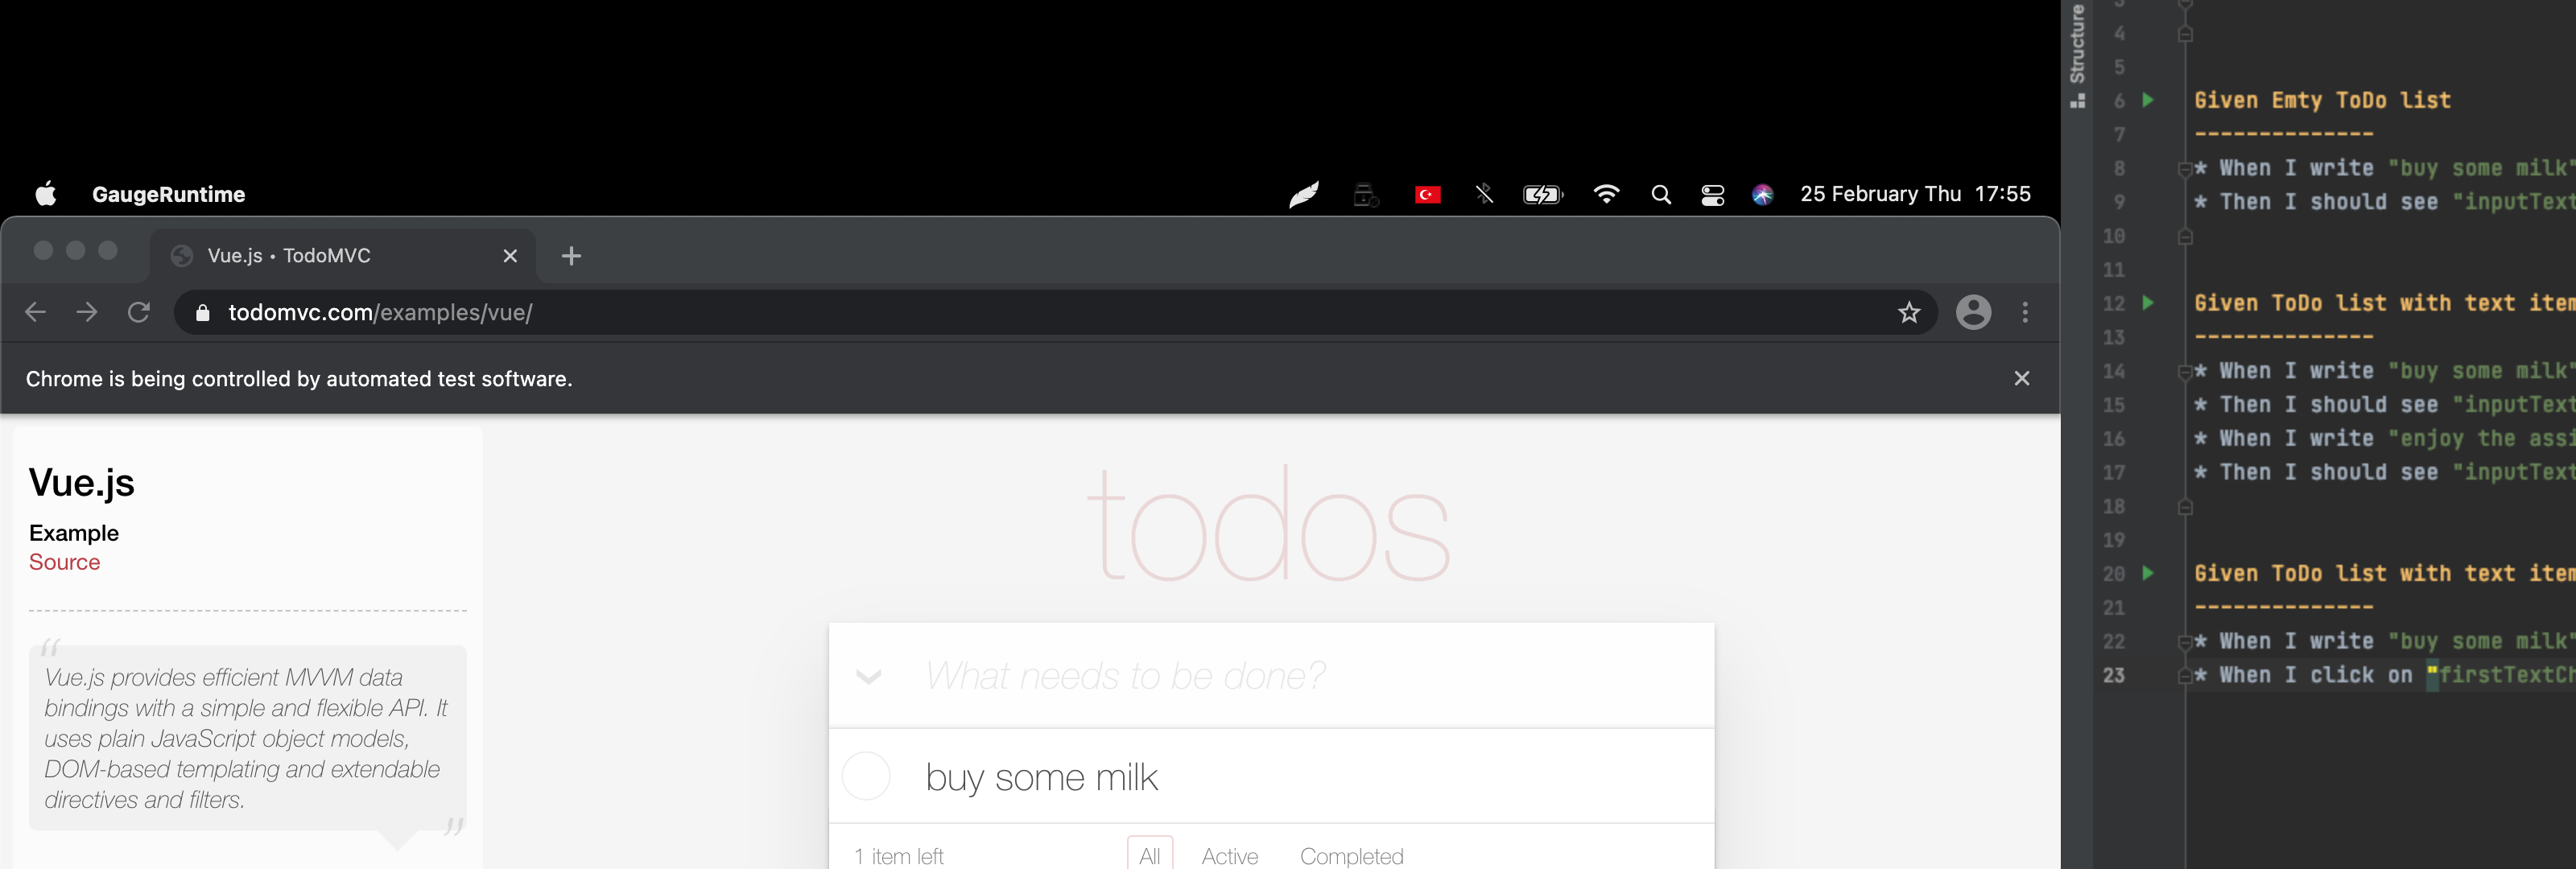 GaugeRuntime
25 February Thu 17:55
Vue.js • TodoMVC
todomvc.com/examples/vue/
Chrome is being controlled by automated test software.
Vue.js
Example
Source
“
Vue.js provides efficient MVVM data
bindings with a simple and flexible API. It
uses plain JavaScript object models,
DOM-based templating and extendable
directives and filters.
”
todos
What needs to be done?
buy some milk
1 item left All Active Completed
Structure
4
5
6 Given Emty ToDo list
7 --------------
8 * When I write "buy some milk"
9 * Then I should see "inputText
10
11
12 Given ToDo list with text item
13 --------------
14 * When I write "buy some milk"
15 * Then I should see "inputText
16 * When I write "enjoy the assi
17 * Then I should see "inputText
18
19
20 Given ToDo list with text item
21 --------------
22 * When I write "buy some milk"
23 * When I click on "firstTextCh